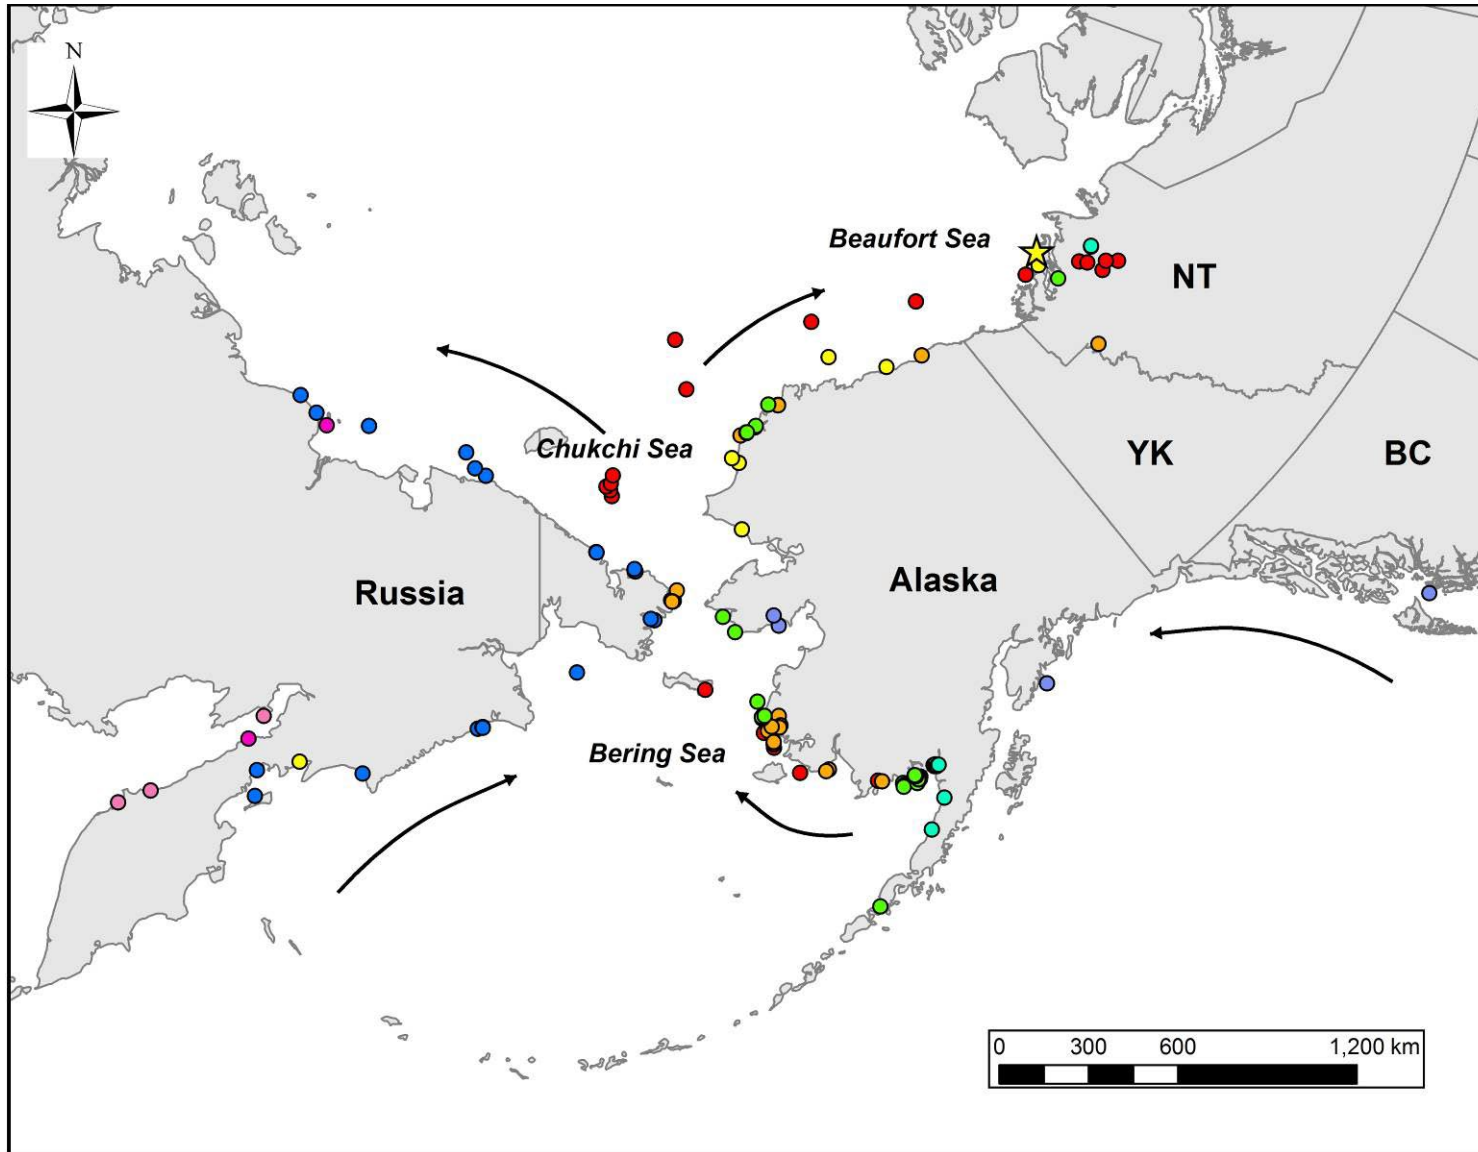 N
Beaufort Sea
NT
Chukchi Sea
YK
BC
Russia
Alaska
Bering Sea
0 300 600 1,200 km